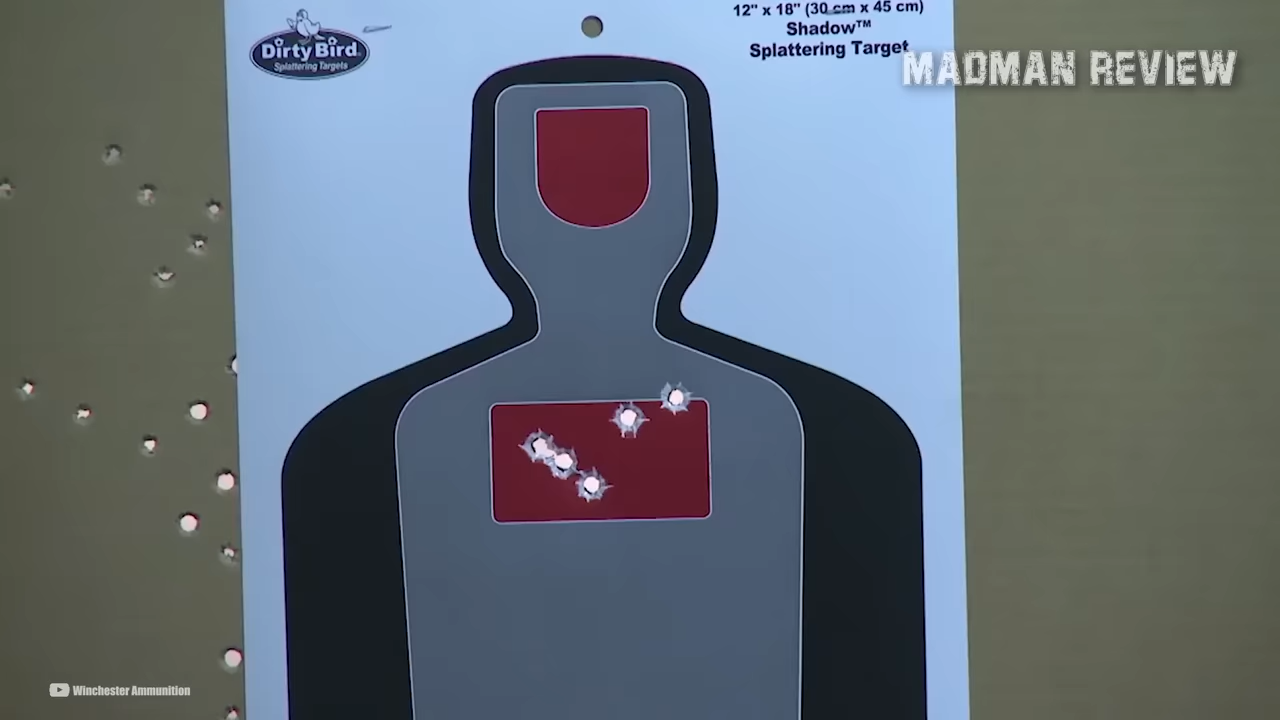 Dirty Bird
Splattering Targets
12" x 18" (30 cm x 45 cm)
Shadow™
Splattering Target
MADMAN REVIEW
Winchester Ammunition